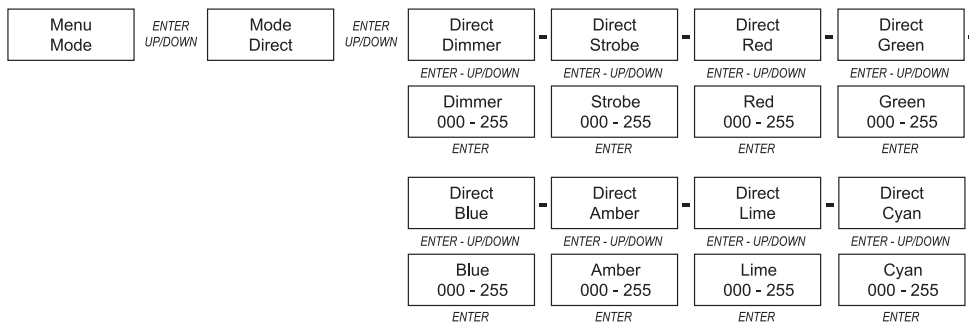 Menu
Mode
ENTER
UP/DOWN
Mode
Direct
ENTER
UP/DOWN
Direct
Dimmer
Direct
Strobe
Direct
Red
Direct
Green
ENTER - UP/DOWN
ENTER - UP/DOWN
ENTER - UP/DOWN
ENTER - UP/DOWN
Dimmer
000 - 255
Strobe
000 - 255
Red
000 - 255
Green
000 - 255
ENTER
ENTER
ENTER
ENTER
Direct
Blue
Direct
Amber
Direct
Lime
Direct
Cyan
ENTER - UP/DOWN
ENTER - UP/DOWN
ENTER - UP/DOWN
ENTER - UP/DOWN
Blue
000 - 255
Amber
000 - 255
Lime
000 - 255
Cyan
000 - 255
ENTER
ENTER
ENTER
ENTER